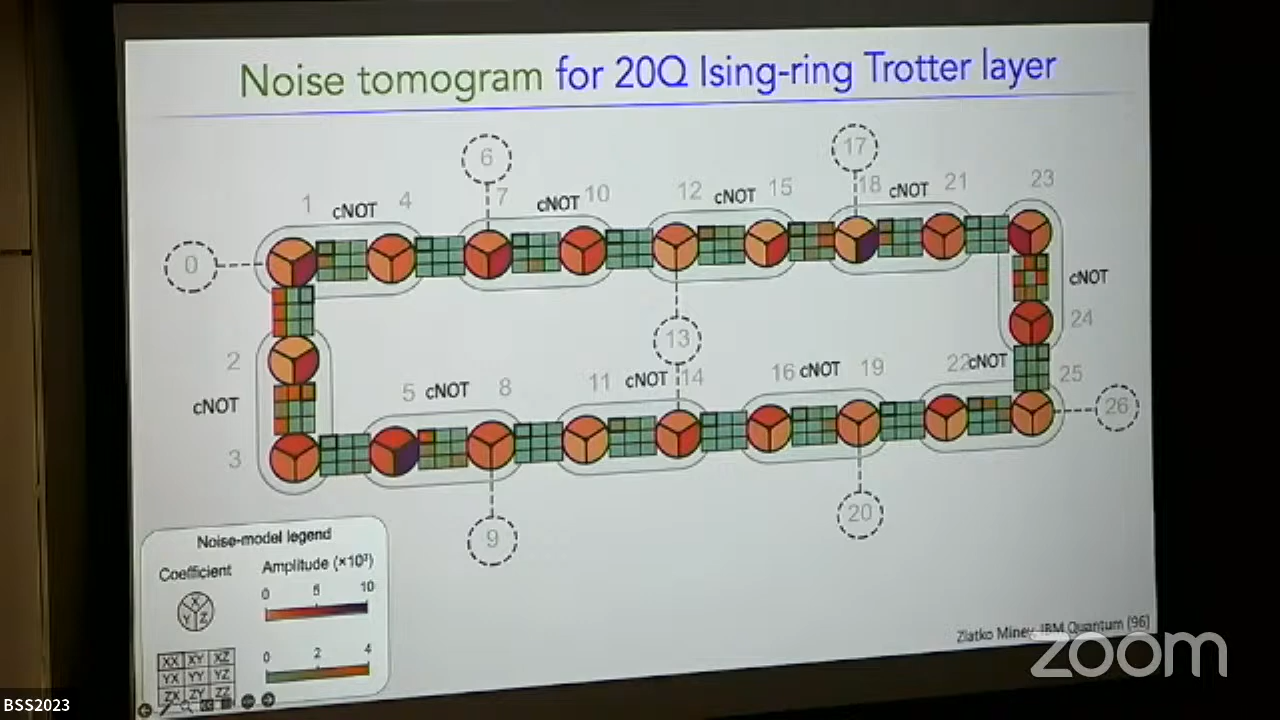 Noise tomogram for 20Q Ising-ring Trotter layer
6
17
1 cNOT 4
7 cNOT 10
12 cNOT 15
18 cNOT 21
23
0
cNOT
13
24
2
cNOT
5 cNOT 8
11 cNOT 14
16 cNOT 19
22 cNOT
25
26
3
9
20
Noise-model legend
Coefficient
Amplitude (×10³)
0 5 10
X
Y Z
0 2 4
XX XY XZ
YX YY YZ
ZX ZY ZZ
Zlatko Minev, IBM Quantum (96)
zoom
BSS2023